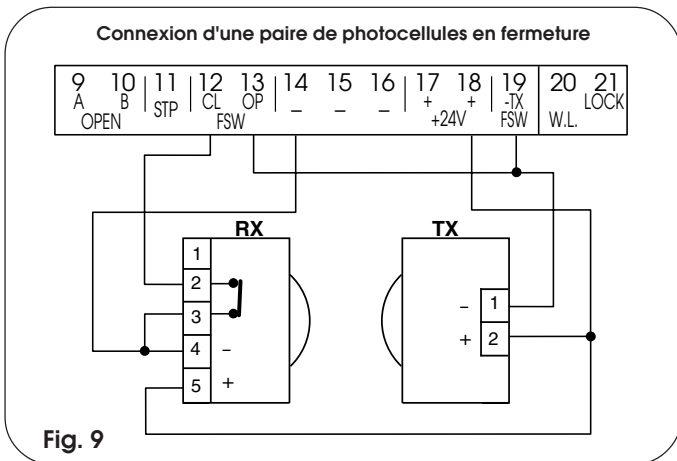 Connexion d'une paire de photocellules en fermeture
9 10 11 12 13 14 15 16 17 18 19 20 21
A B STP CL OP _ _ _ + + -TX LOCK
OPEN FSW +24V FSW W.L.
RX TX
1
2
3
4 –
5 +
– 1
+ 2
Fig. 9